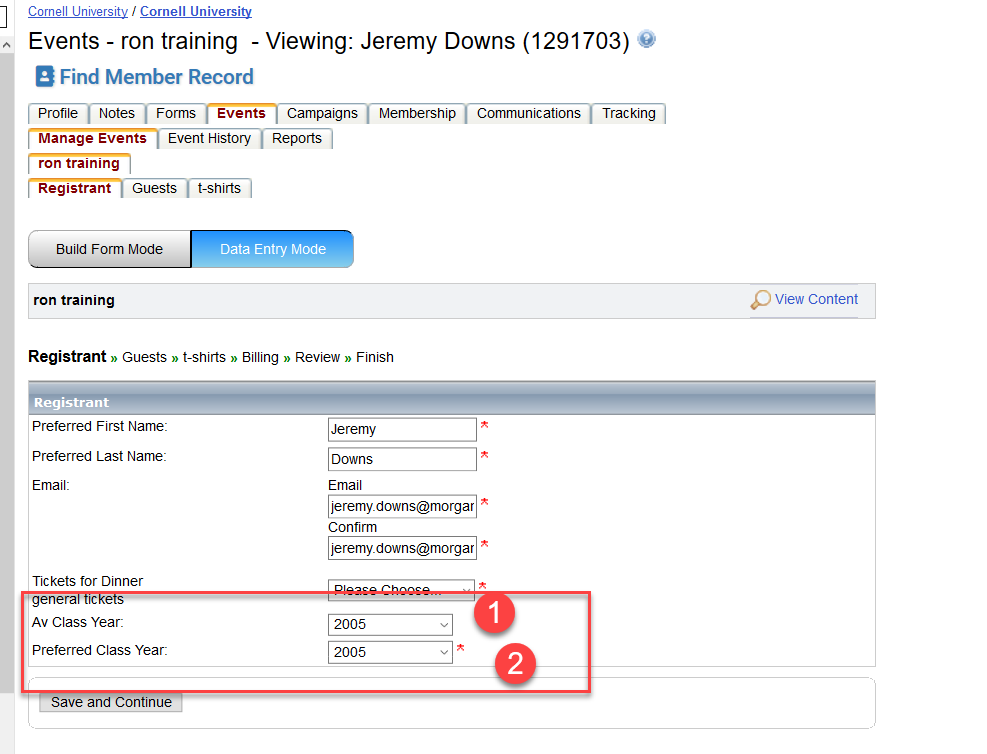 Cornell University / Cornell University
Events - ron training - Viewing: Jeremy Downs (1291703) ?
Find Member Record
Profile Notes Forms Events Campaigns Membership Communications Tracking
Manage Events Event History Reports
ron training
Registrant Guests t-shirts
Build Form Mode Data Entry Mode
ron training View Content
Registrant » Guests » t-shirts » Billing » Review » Finish
Registrant
Preferred First Name: Jeremy *
Preferred Last Name: Downs *
Email: Email
jeremy.downs@morgar *
Confirm
jeremy.downs@morgar *
Tickets for Dinner
Please Choose... *
general tickets
1
Av Class Year: 2005
Preferred Class Year: 2005 *
2
Save and Continue